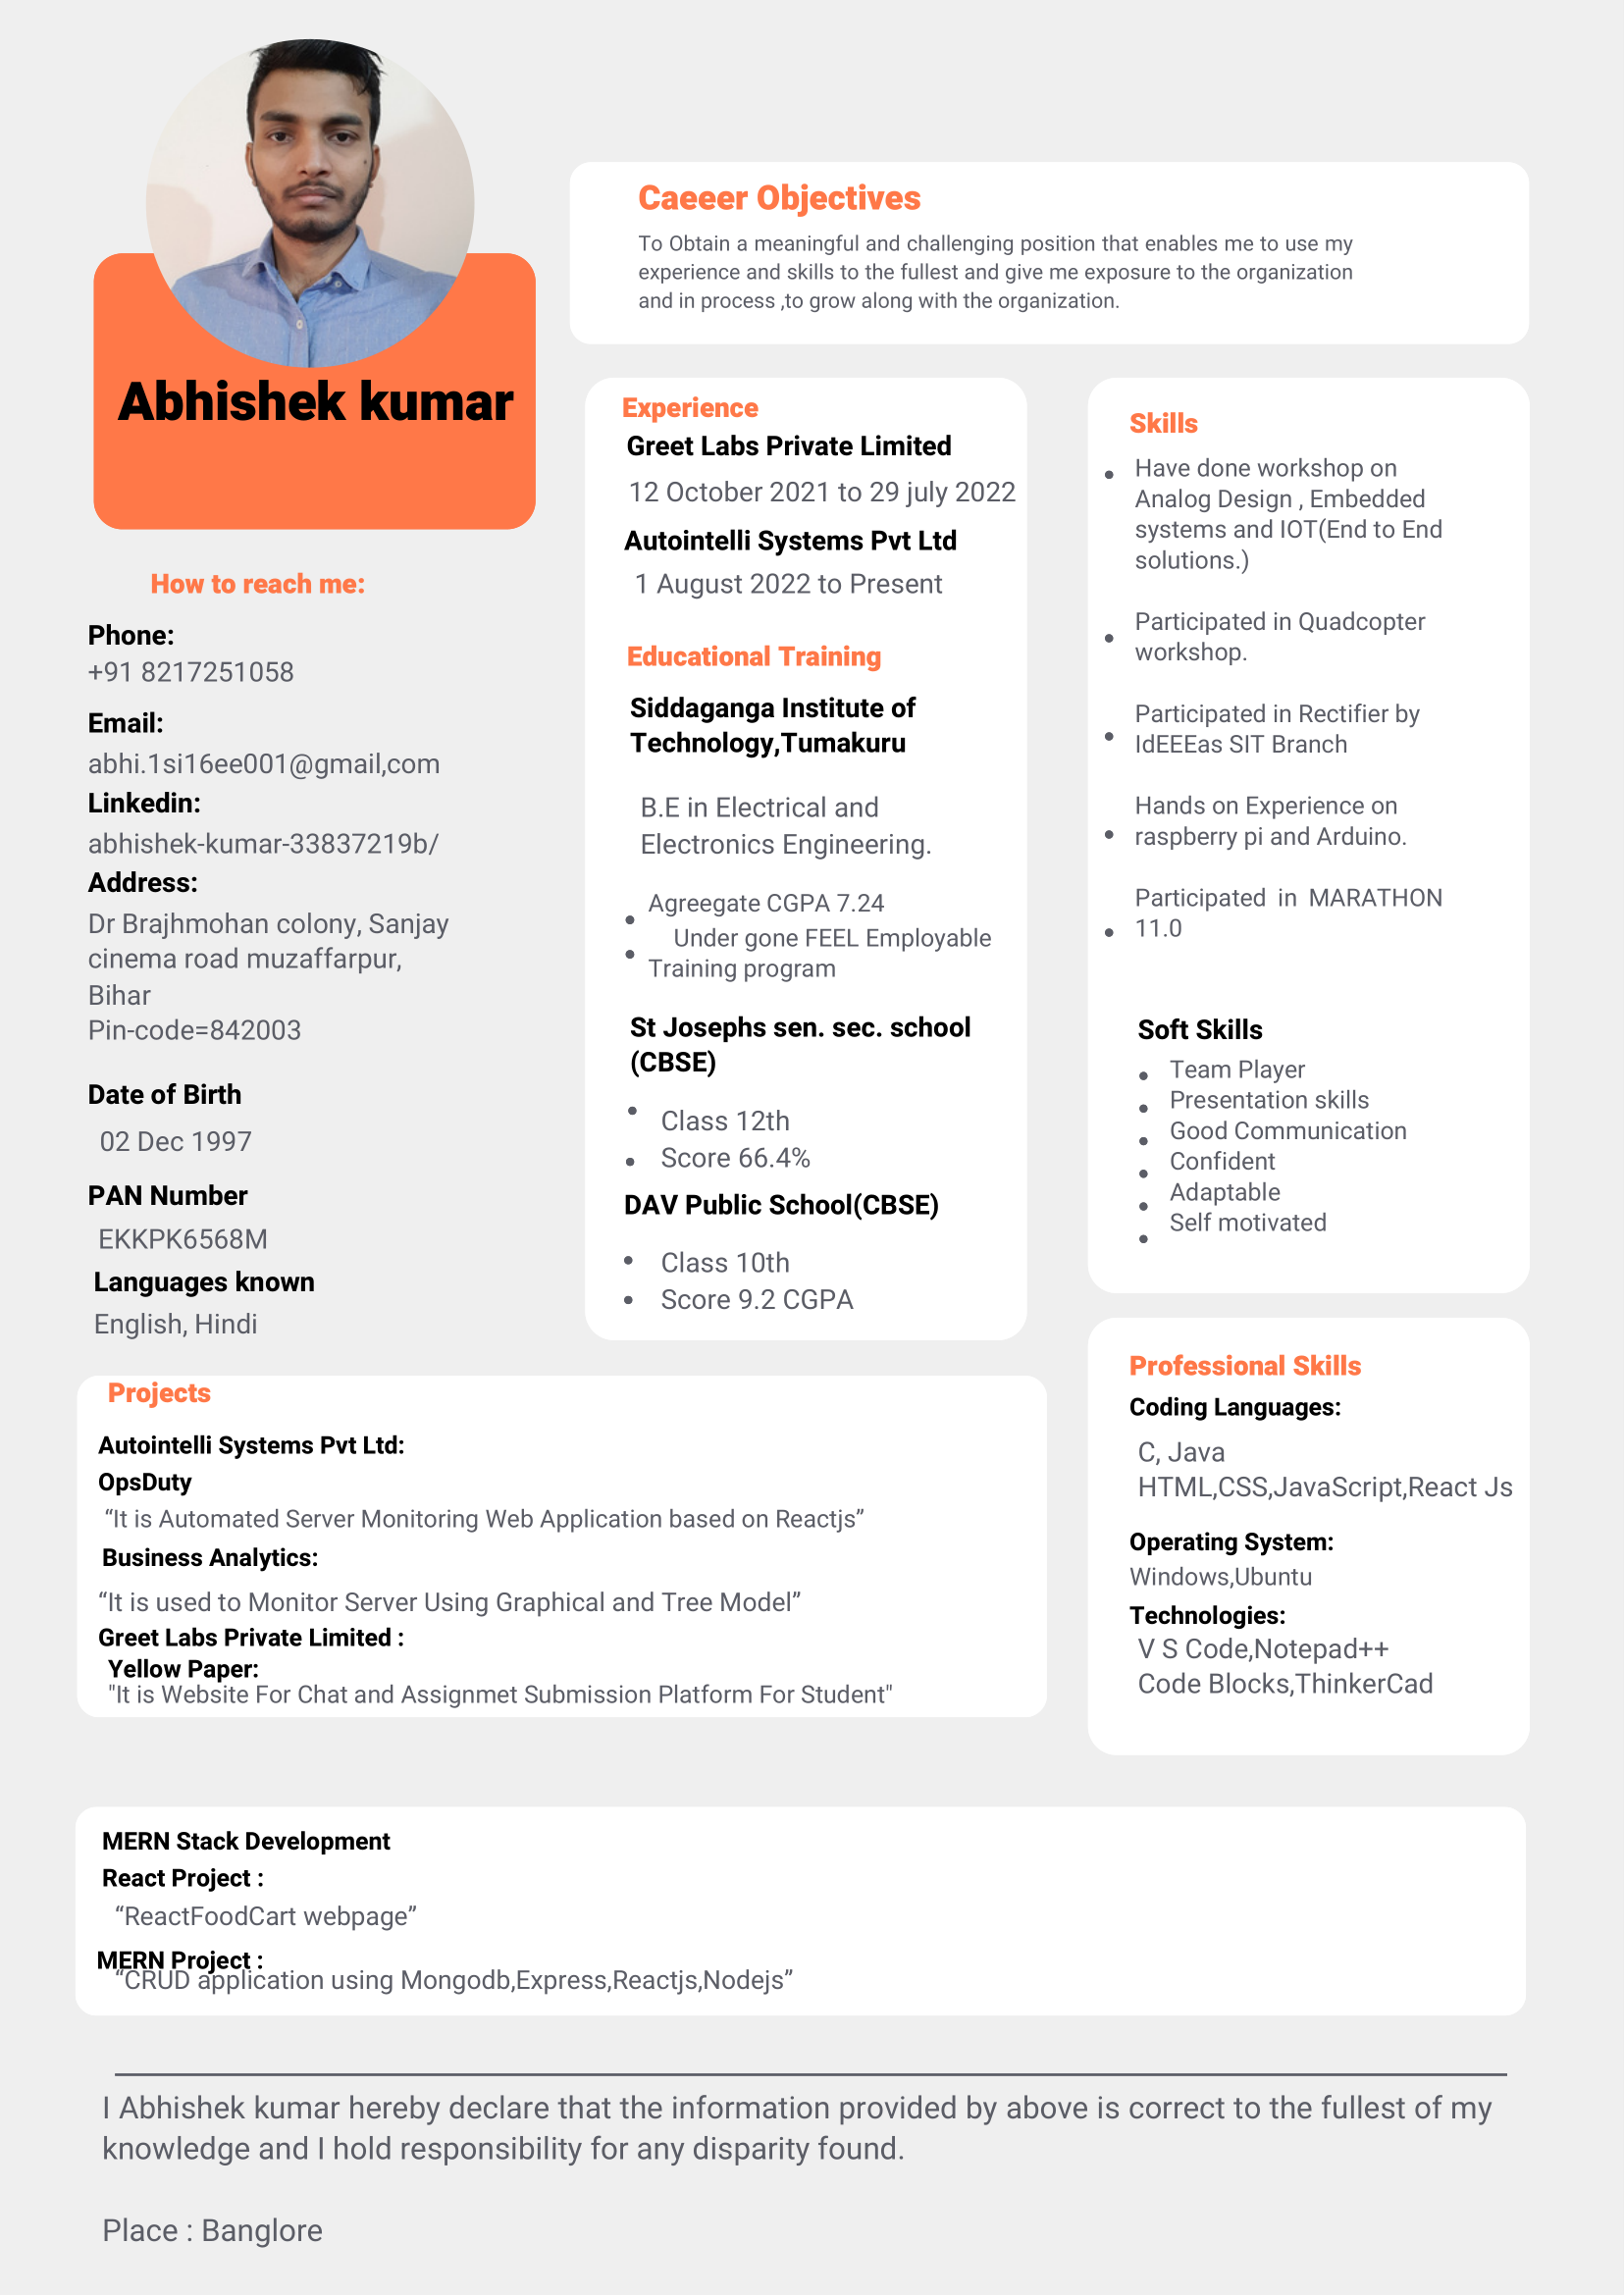 Abhishek kumar
How to reach me:
Phone:
+91 8217251058
Email:
abhi.1si16ee001@gmail,com
Linkedin:
abhishek-kumar-33837219b/
Address:
Dr Brajhmohan colony, Sanjay
cinema road muzaffarpur,
Bihar
Pin-code=842003
Date of Birth
02 Dec 1997
PAN Number
EKKPK6568M
Languages known
English, Hindi
Caeeer Objectives
To Obtain a meaningful and challenging position that enables me to use my
experience and skills to the fullest and give me exposure to the organization
and in process ,to grow along with the organization.
Experience
Greet Labs Private Limited
12 October 2021 to 29 july 2022
Autointelli Systems Pvt Ltd
1 August 2022 to Present
Educational Training
Siddaganga Institute of
Technology,Tumakuru
B.E in Electrical and
Electronics Engineering.
• Agreegate CGPA 7.24
• Under gone FEEL Employable
Training program
St Josephs sen. sec. school
(CBSE)
• Class 12th
• Score 66.4%
DAV Public School(CBSE)
• Class 10th
• Score 9.2 CGPA
Skills
• Have done workshop on
Analog Design , Embedded
systems and IOT(End to End
solutions.)
• Participated in Quadcopter
workshop.
• Participated in Rectifier by
IdEEEas SIT Branch
• Hands on Experience on
raspberry pi and Arduino.
• Participated in MARATHON
11.0
Soft Skills
• Team Player
• Presentation skills
• Good Communication
• Confident
• Adaptable
• Self motivated
Professional Skills
Coding Languages:
C, Java
HTML,CSS,JavaScript,React Js
Operating System:
Windows,Ubuntu
Technologies:
V S Code,Notepad++
Code Blocks,ThinkerCad
Projects
Autointelli Systems Pvt Ltd:
OpsDuty
“It is Automated Server Monitoring Web Application based on Reactjs”
Business Analytics:
“It is used to Monitor Server Using Graphical and Tree Model”
Greet Labs Private Limited :
Yellow Paper:
"It is Website For Chat and Assignmet Submission Platform For Student"
MERN Stack Development
React Project :
“ReactFoodCart webpage”
MERN Project :
“CRUD application using Mongodb,Express,Reactjs,Nodejs”
I Abhishek kumar hereby declare that the information provided by above is correct to the fullest of my
knowledge and I hold responsibility for any disparity found.
Place : Banglore